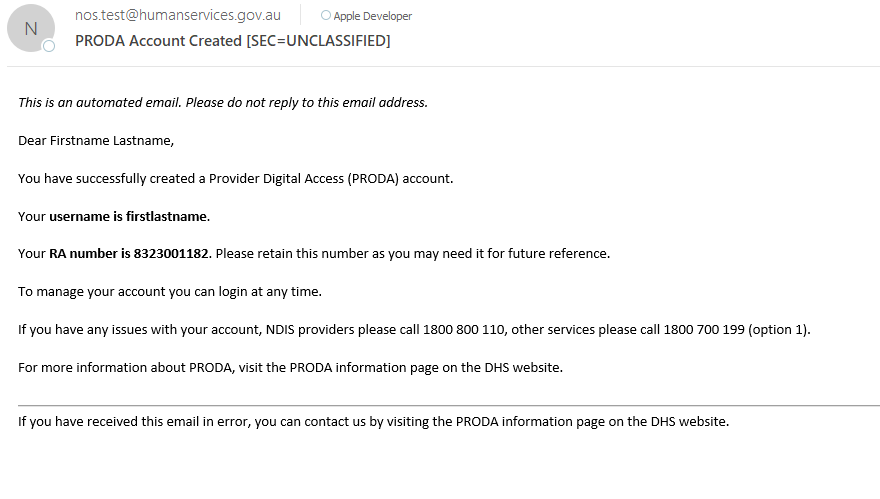 N
nos.test@humanservices.gov.au Apple Developer
PRODA Account Created [SEC=UNCLASSIFIED]
This is an automated email. Please do not reply to this email address.
Dear Firstname Lastname,
You have successfully created a Provider Digital Access (PRODA) account.
Your username is firstlastname.
Your RA number is 8323001182. Please retain this number as you may need it for future reference.
To manage your account you can login at any time.
If you have any issues with your account, NDIS providers please call 1800 800 110, other services please call 1800 700 199 (option 1).
For more information about PRODA, visit the PRODA information page on the DHS website.
If you have received this email in error, you can contact us by visiting the PRODA information page on the DHS website.